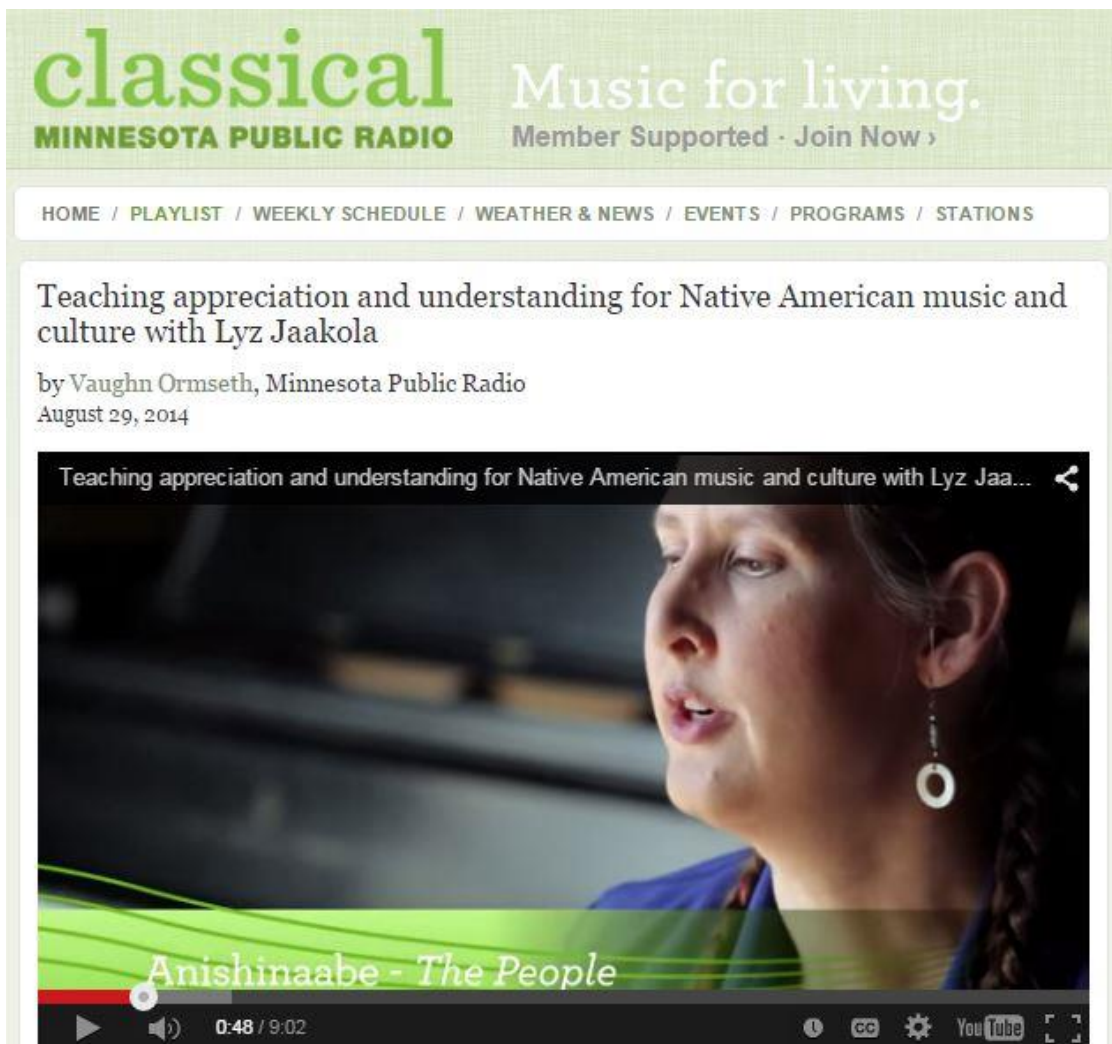 classical
MINNESOTA PUBLIC RADIO
Music for living.
Member Supported · Join Now ›
HOME / PLAYLIST / WEEKLY SCHEDULE / WEATHER & NEWS / EVENTS / PROGRAMS / STATIONS
Teaching appreciation and understanding for Native American music and
culture with Lyz Jaakola
by Vaughn Ormseth, Minnesota Public Radio
August 29, 2014
Teaching appreciation and understanding for Native American music and culture with Lyz Jaa...
Anishinaabe - The People
0:48 / 9:02
CC
YouTube